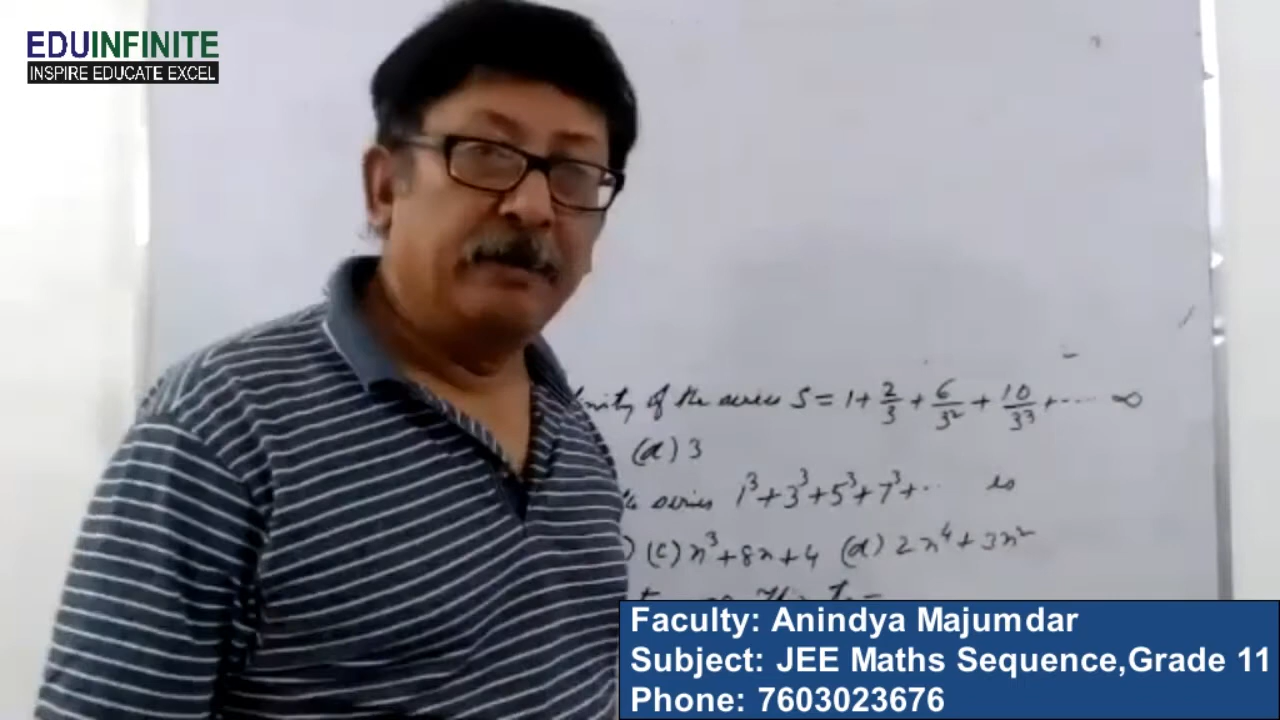 EDUINFINITE
INSPIRE EDUCATE EXCEL
of the series S = 1 + 2/3 + 6/3² + 10/3³ + ... ∞
(d) 3
series 1³ + 3³ + 5³ + 7³ + .. is
(c) n³ + 8n + 4 (d) 2n⁴ + 3n²
Faculty: Anindya Majumdar
Subject: JEE Maths Sequence,Grade 11
Phone: 7603023676